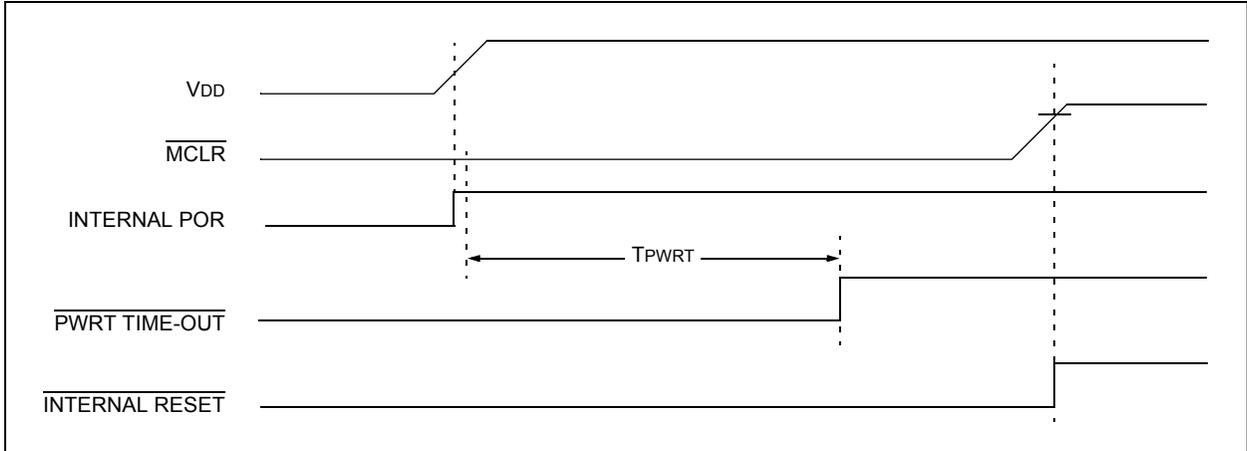 VDD
MCLR
INTERNAL POR
TPWRT
PWRT TIME-OUT
INTERNAL RESET